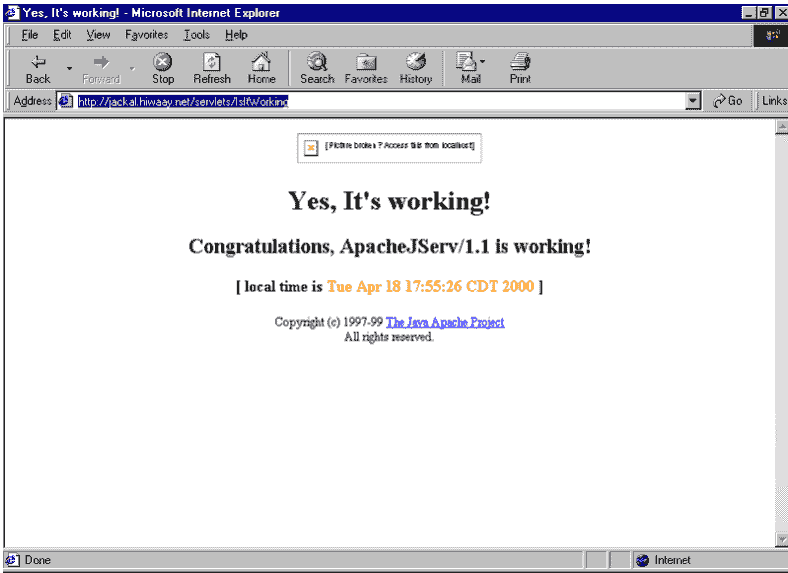 Yes, It's working! - Microsoft Internet Explorer
File Edit View Favorites Tools Help
Back Forward Stop Refresh Home Search Favorites History Mail Print
Address http://jackal.hiwaay.net/servlets/IsItWorking Go Links
[Picture broken ? Access this from localhost]
Yes, It's working!
Congratulations, ApacheJServ/1.1 is working!
[ local time is Tue Apr 18 17:55:26 CDT 2000 ]
Copyright (c) 1997-99 The Java Apache Project
All rights reserved.
Done Internet